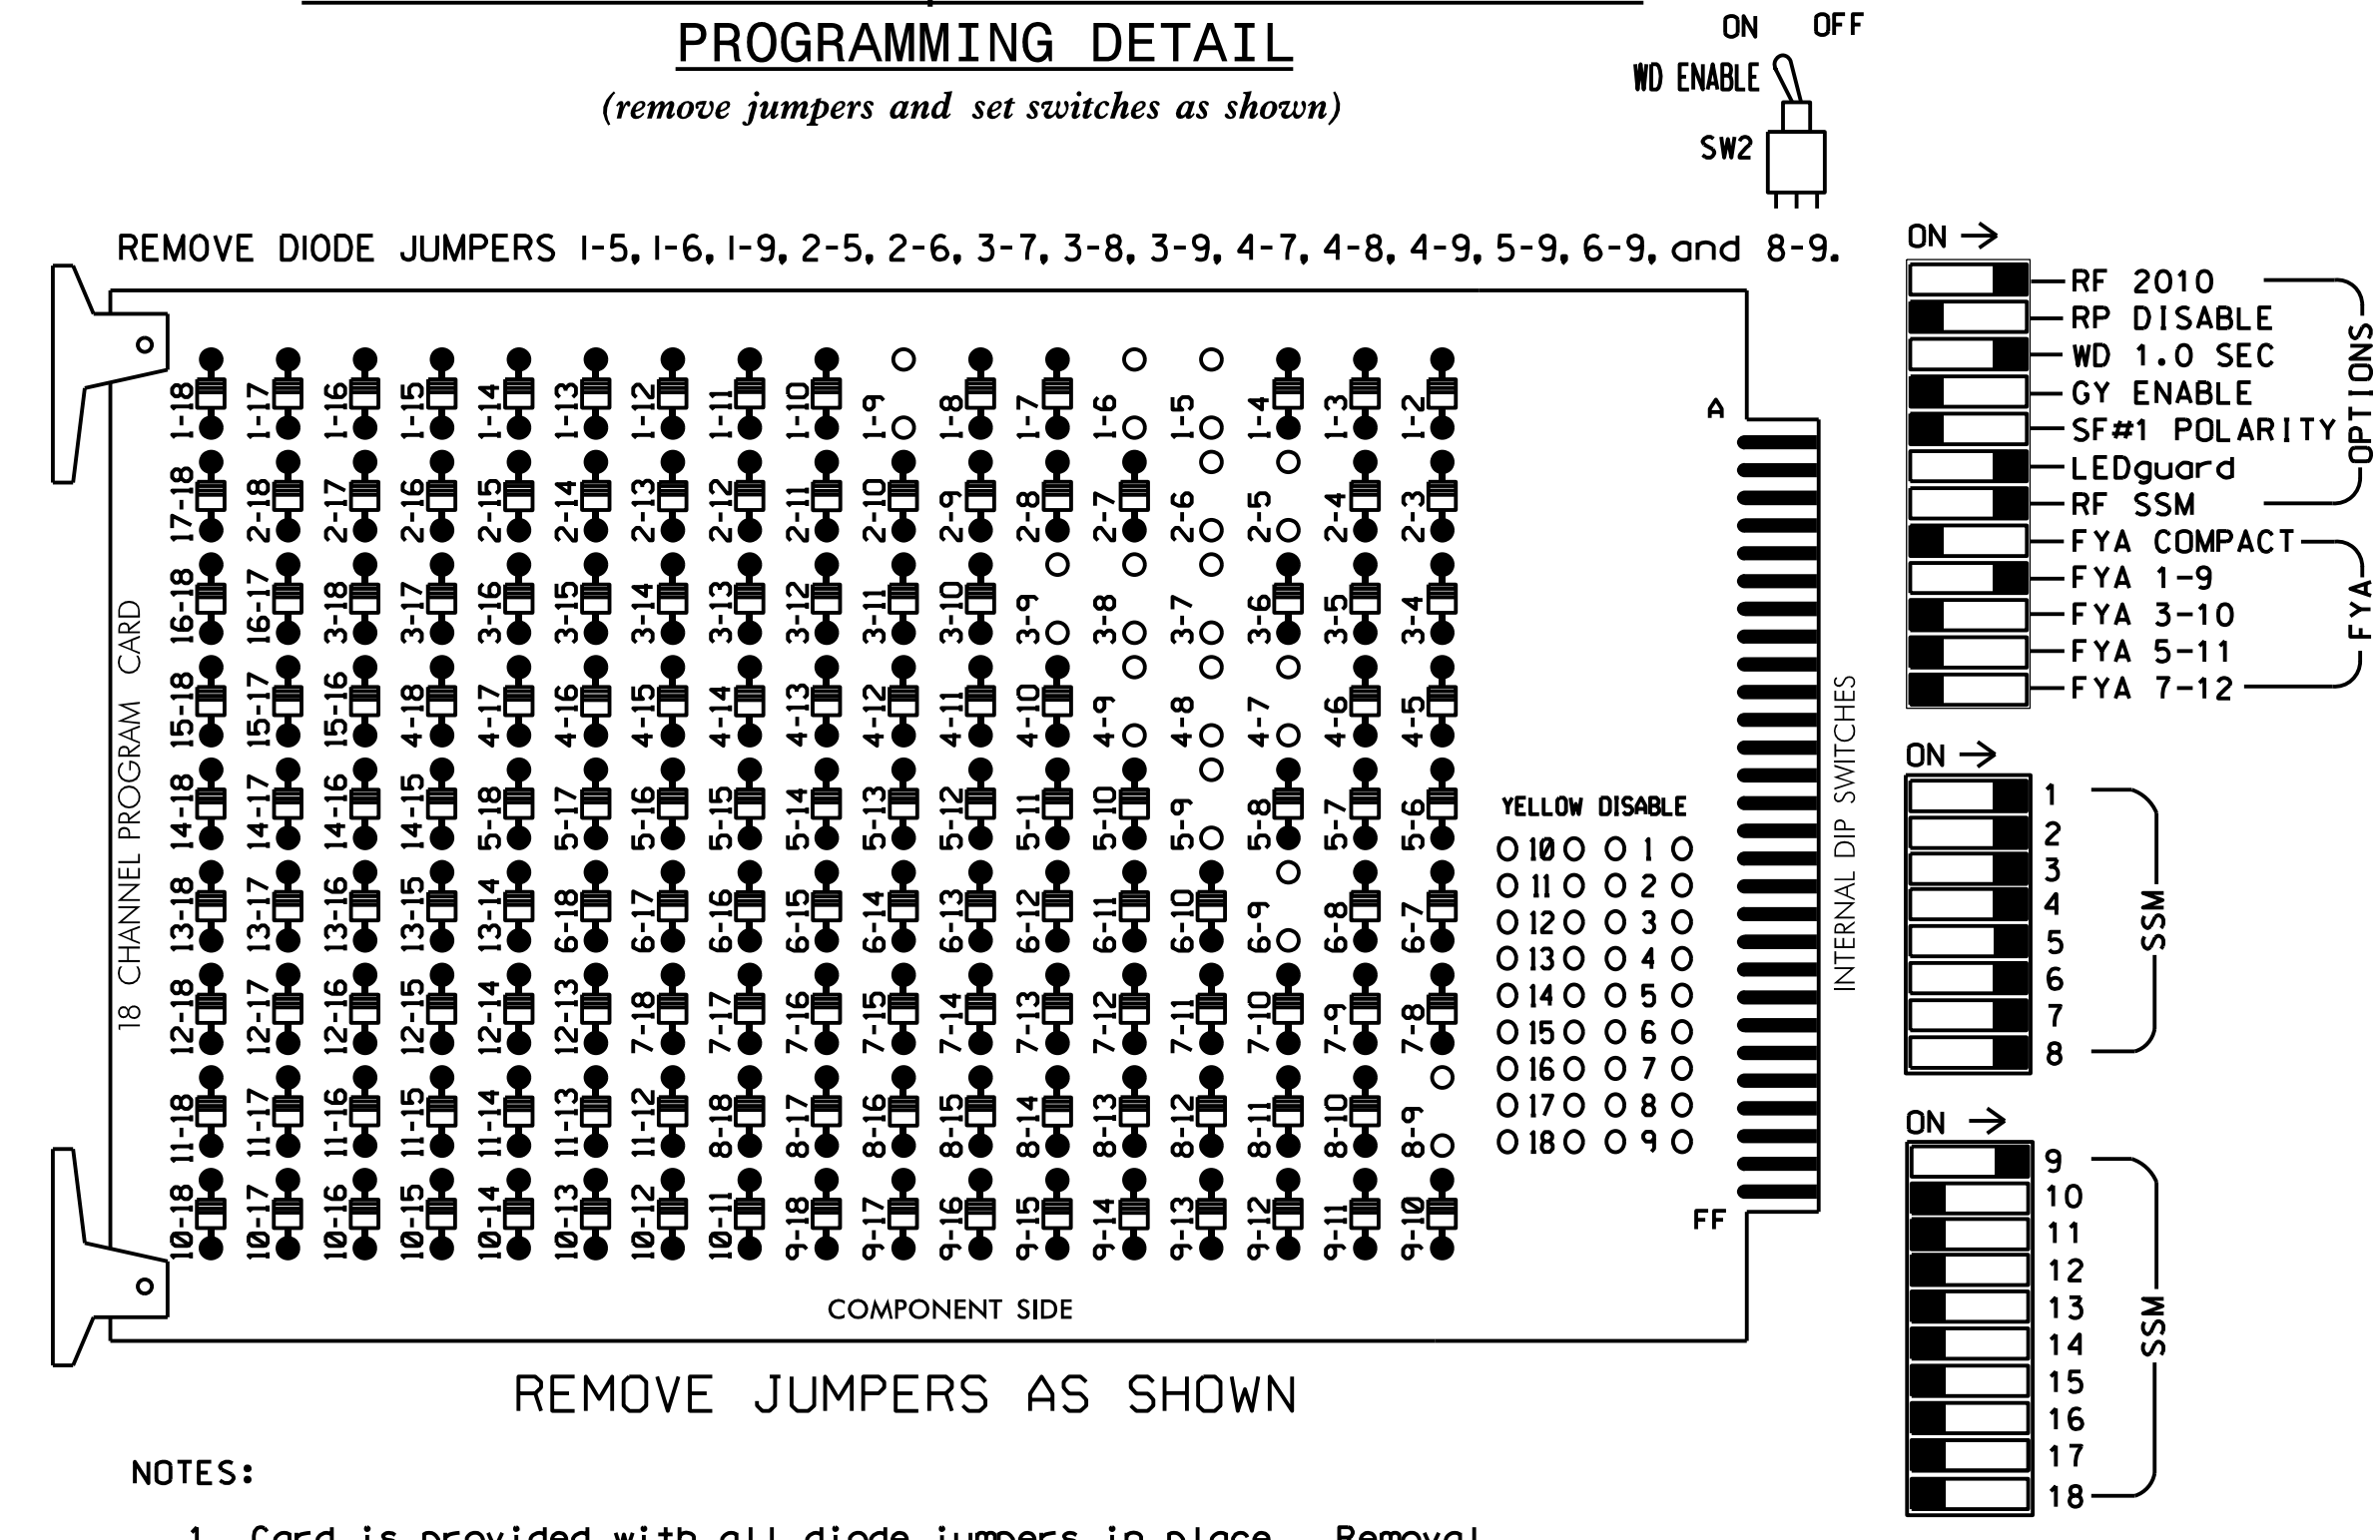 PROGRAMMING DETAIL
(remove jumpers and set switches as shown)
ON OFF
WD ENABLE
SW2
REMOVE DIODE JUMPERS 1-5, 1-6, 1-9, 2-5, 2-6, 3-7, 3-8, 3-9, 4-7, 4-8, 4-9, 5-9, 6-9, and 8-9.
18 CHANNEL PROGRAM CARD
1-18 1-17 1-16 1-15 1-14 1-13 1-12 1-11 1-10 1-9 1-8 1-7 1-6 1-5 1-4 1-3 1-2
17-18 2-18 2-17 2-16 2-15 2-14 2-13 2-12 2-11 2-10 2-9 2-8 2-7 2-6 2-5 2-4 2-3
16-18 16-17 3-18 3-17 3-16 3-15 3-14 3-13 3-12 3-11 3-10 3-9 3-8 3-7 3-6 3-5 3-4
15-18 15-17 15-16 4-18 4-17 4-16 4-15 4-14 4-13 4-12 4-11 4-10 4-9 4-8 4-7 4-6 4-5
14-18 14-17 14-16 14-15 5-18 5-17 5-16 5-15 5-14 5-13 5-12 5-11 5-10 5-9 5-8 5-7 5-6
13-18 13-17 13-16 13-15 13-14 6-18 6-17 6-16 6-15 6-14 6-13 6-12 6-11 6-10 6-9 6-8 6-7
12-18 12-17 12-16 12-15 12-14 12-13 7-18 7-17 7-16 7-15 7-14 7-13 7-12 7-11 7-10 7-9 7-8
11-18 11-17 11-16 11-15 11-14 11-13 11-12 8-18 8-17 8-16 8-15 8-14 8-13 8-12 8-11 8-10 8-9
10-18 10-17 10-16 10-15 10-14 10-13 10-12 10-11 9-18 9-17 9-16 9-15 9-14 9-13 9-12 9-11 9-10
A
YELLOW DISABLE
10 1
11 2
12 3
13 4
14 5
15 6
16 7
17 8
18 9
FF
COMPONENT SIDE
INTERNAL DIP SWITCHES
ON
RF 2010
RP DISABLE
WD 1.0 SEC
GY ENABLE
SF#1 POLARITY
LEDguard
RF SSM
OPTIONS
FYA COMPACT
FYA 1-9
FYA 3-10
FYA 5-11
FYA 7-12
FYA
ON
1
2
3
4
5
6
7
8
SSM
ON
9
10
11
12
13
14
15
16
17
18
SSM
REMOVE JUMPERS AS SHOWN
NOTES:
1. Card is provided with all diode jumpers in place. Removal